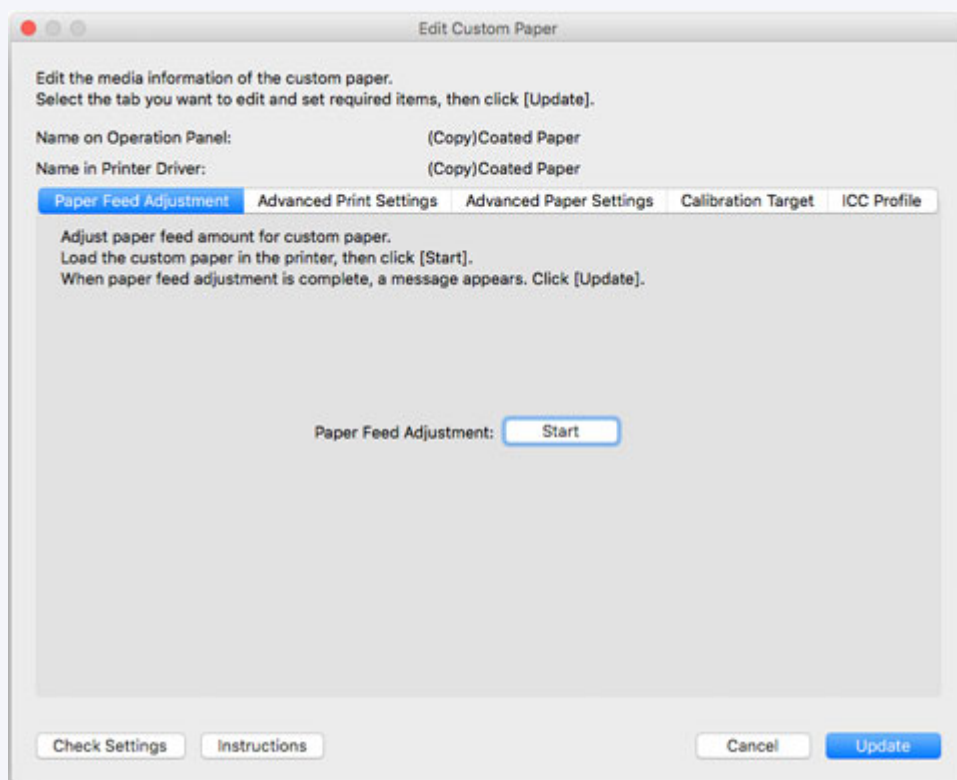 Edit Custom Paper
Edit the media information of the custom paper.
Select the tab you want to edit and set required items, then click [Update].
Name on Operation Panel: (Copy)Coated Paper
Name in Printer Driver: (Copy)Coated Paper
Paper Feed Adjustment Advanced Print Settings Advanced Paper Settings Calibration Target ICC Profile
Adjust paper feed amount for custom paper.
Load the custom paper in the printer, then click [Start].
When paper feed adjustment is complete, a message appears. Click [Update].
Paper Feed Adjustment: Start
Check Settings Instructions Cancel Update